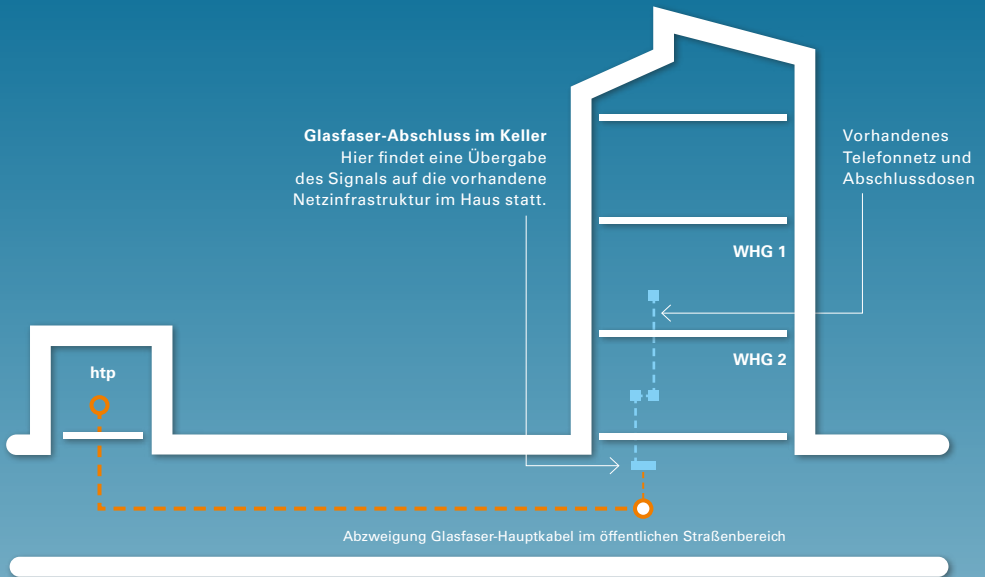 Glasfaser-Abschluss im Keller
Hier findet eine Übergabe
des Signals auf die vorhandene
Netzinfrastruktur im Haus statt.
Vorhandenes
Telefonnetz und
Abschlussdosen
WHG 1
WHG 2
htp
Abzweigung Glasfaser-Hauptkabel im öffentlichen Straßenbereich